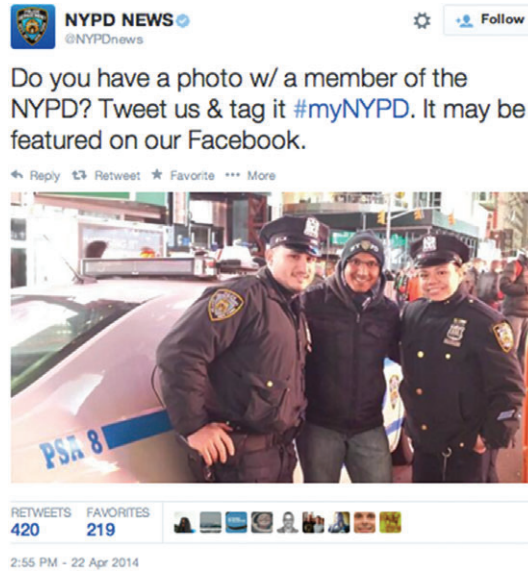 NYPD NEWS
@NYPDnews
Follow
Do you have a photo w/ a member of the
NYPD? Tweet us & tag it #myNYPD. It may be
featured on our Facebook.
Reply Retweet Favorite More
PSA 8
RETWEETS FAVORITES
420 219
2:55 PM - 22 Apr 2014